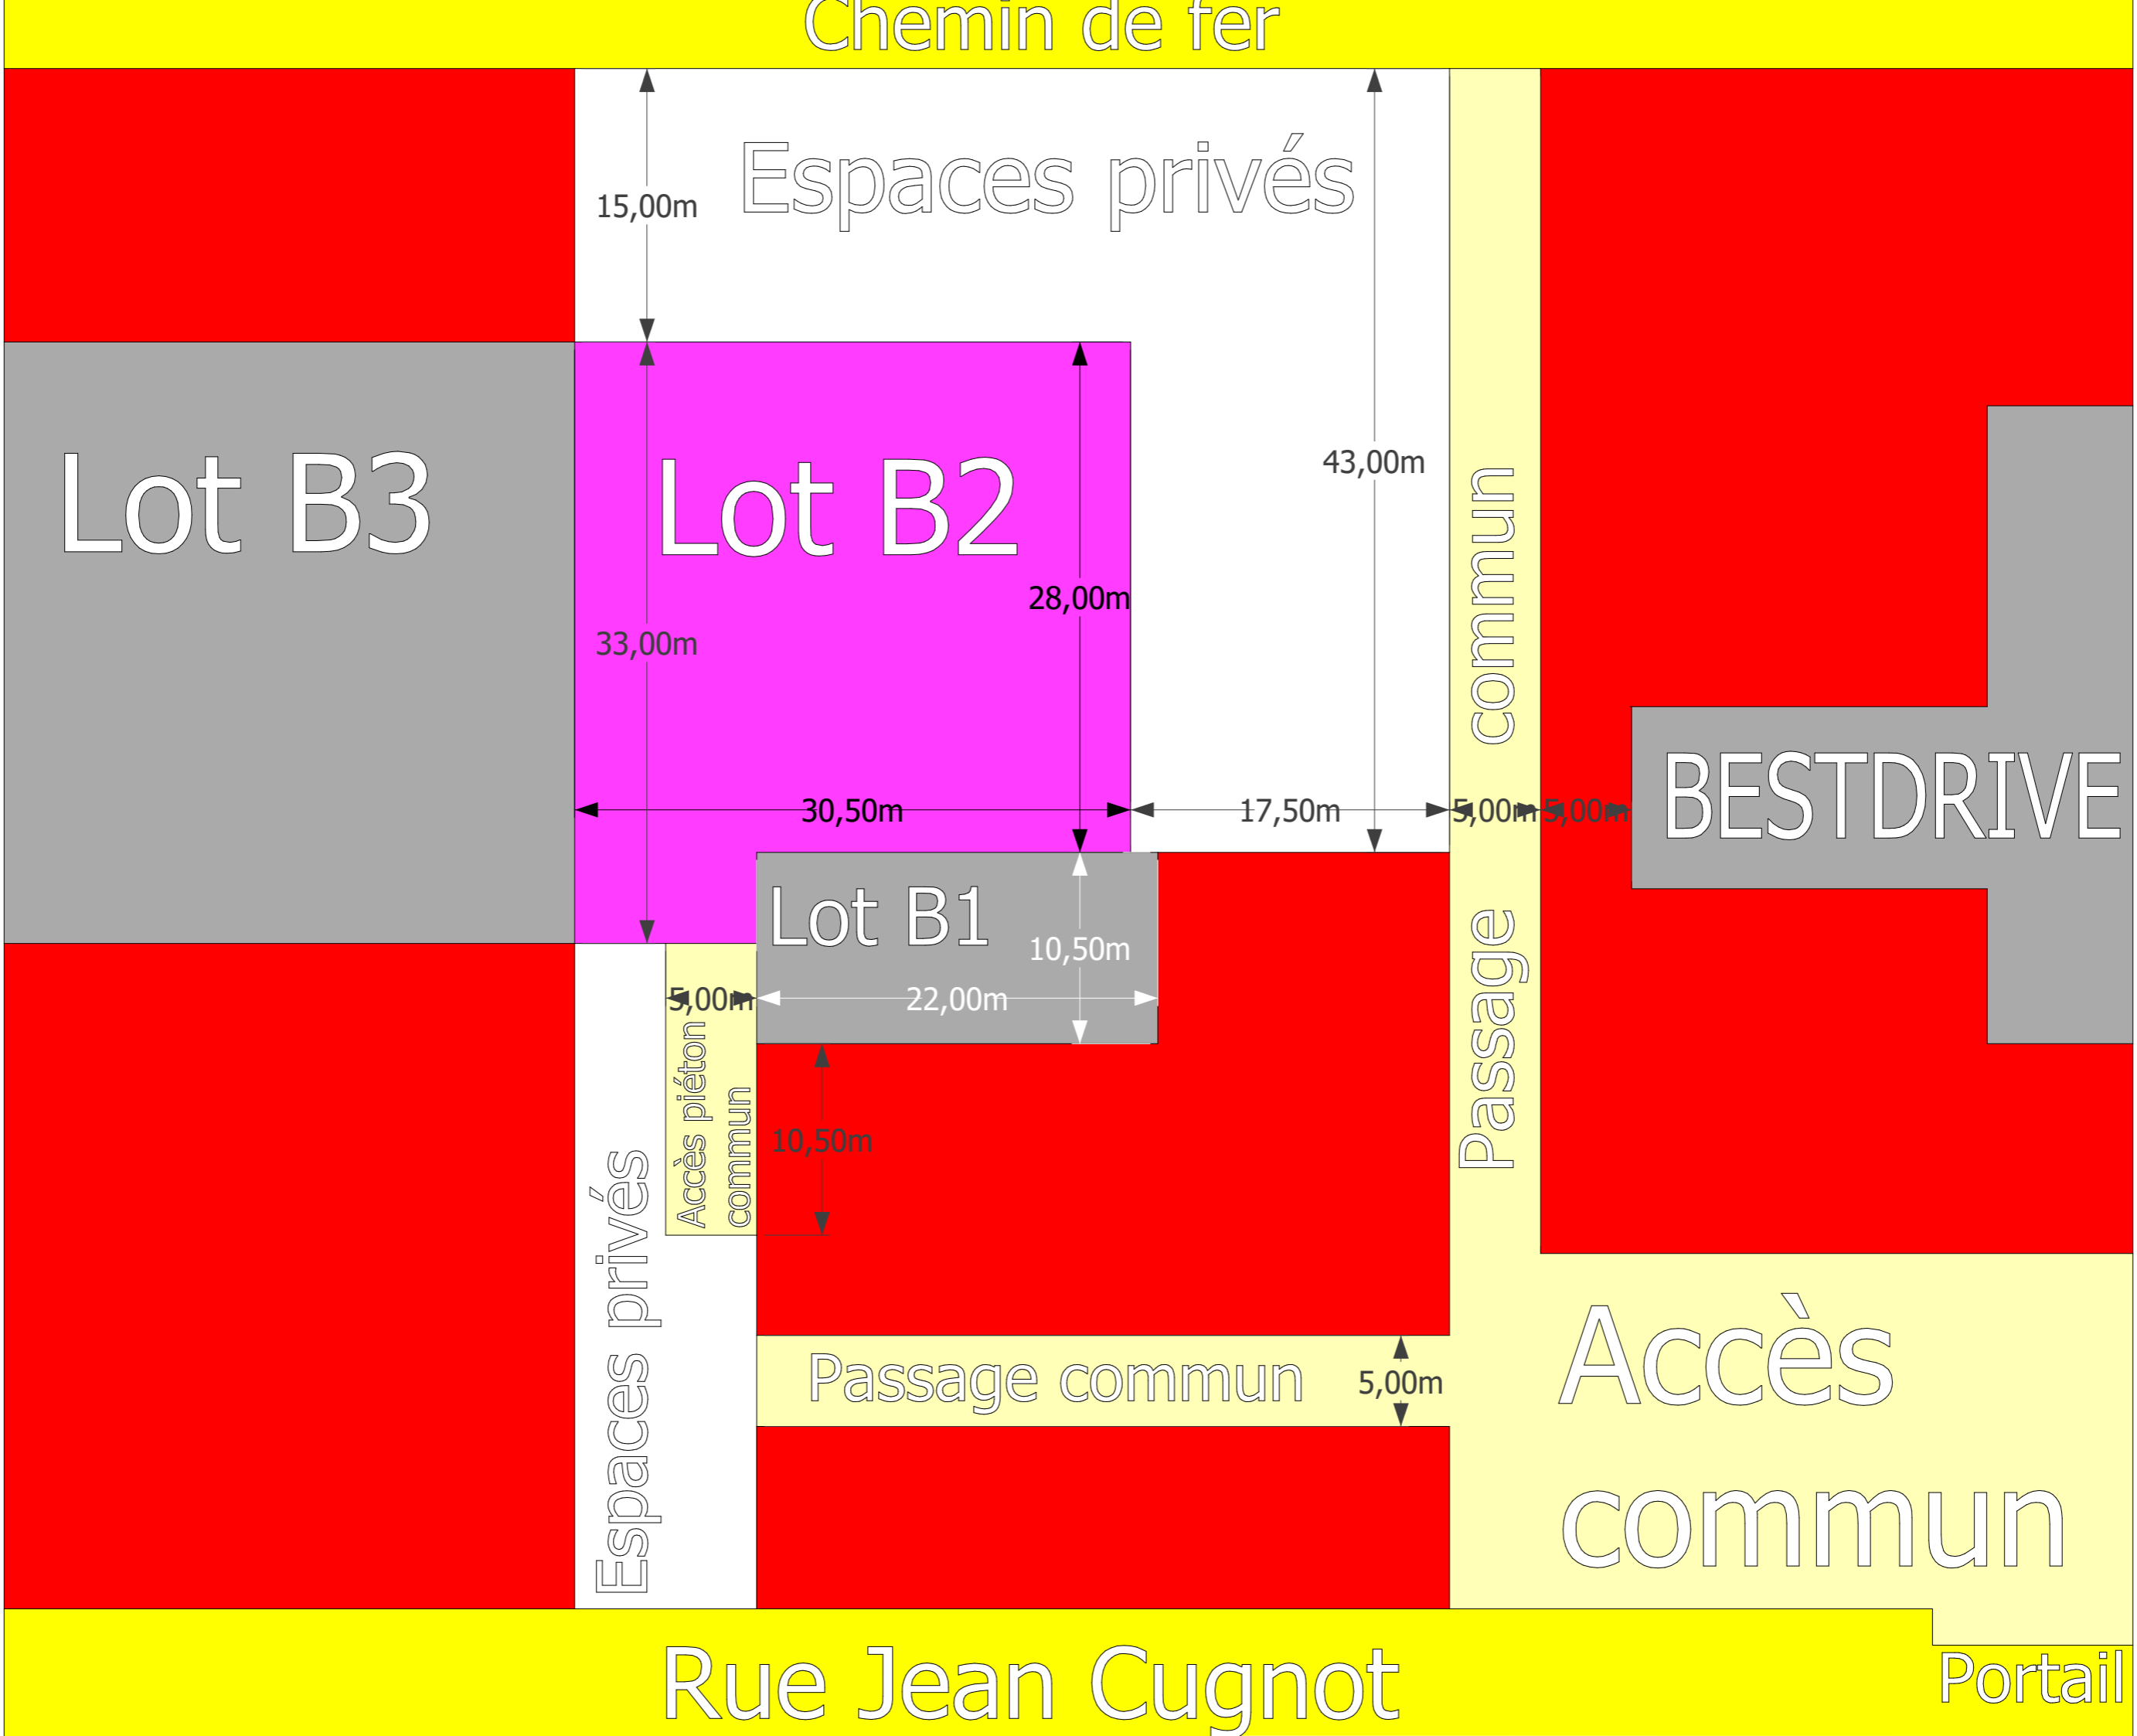 Chemin de fer
Espaces privés
15,00m
43,00m
Lot B3
Lot B2
28,00m
33,00m
30,50m
17,50m
5,00m
5,00m
BESTDRIVE
Passage commun
Lot B1
10,50m
22,00m
5,00m
Accès piéton
commun
10,50m
Espaces privés
Passage commun
5,00m
Accès
commun
Rue Jean Cugnot
Portail